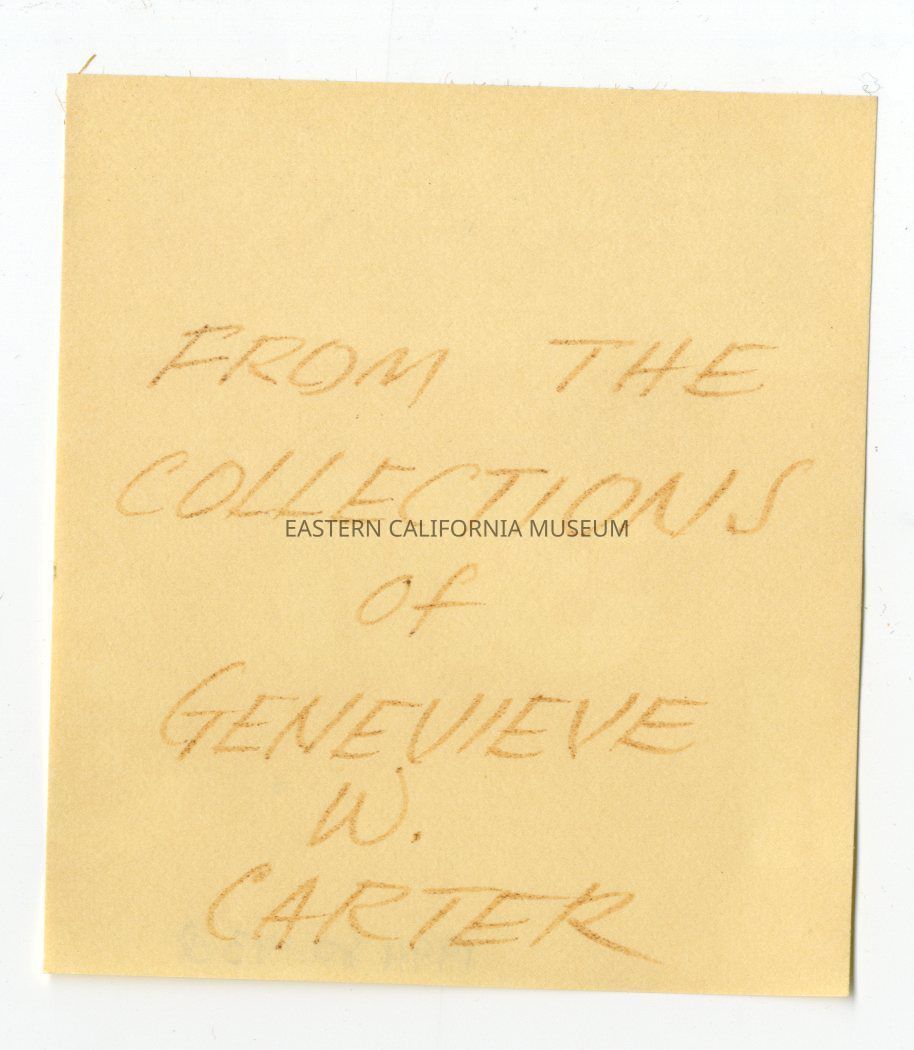 FROM THE
COLLECTIONS
EASTERN CALIFORNIA MUSEUM
of
GENEVIEVE
W.
CARTER